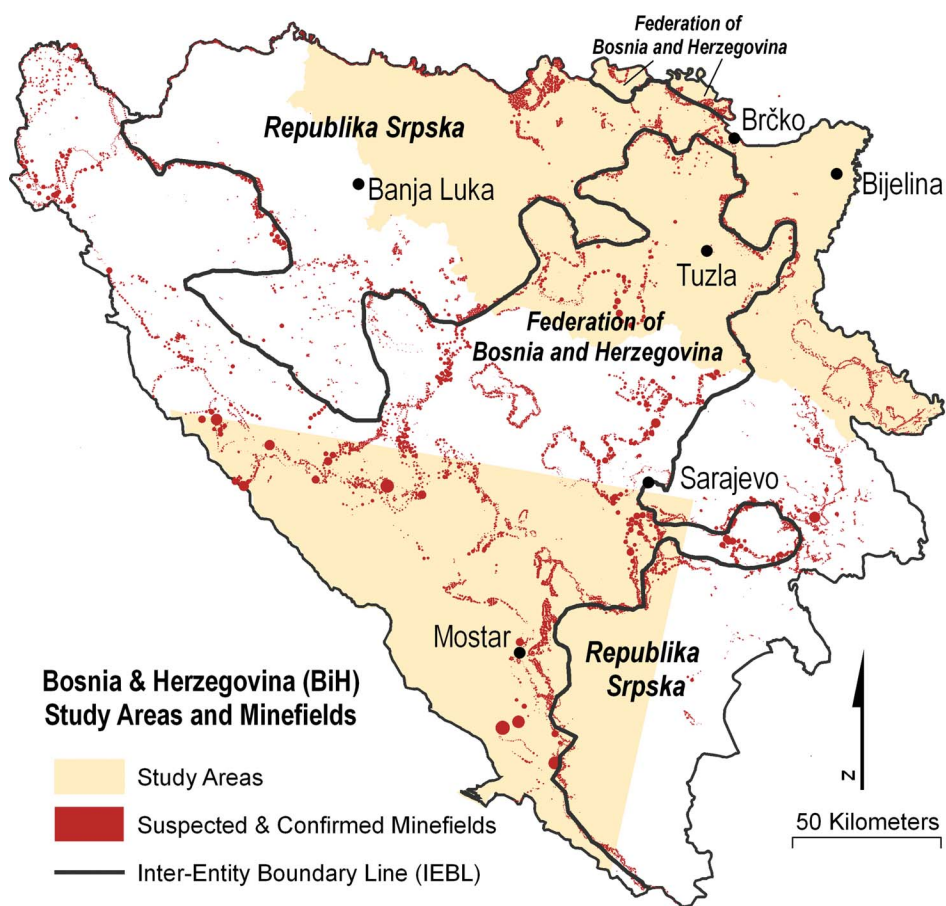 Federation of
Bosnia and Herzegovina
Brčko
Republika Srpska
Banja Luka
Bijelina
Tuzla
Federation of
Bosnia and Herzegovina
Sarajevo
Mostar
Republika
Srpska
Bosnia & Herzegovina (BiH)
Study Areas and Minefields
Study Areas
Suspected & Confirmed Minefields
Inter-Entity Boundary Line (IEBL)
N
50 Kilometers